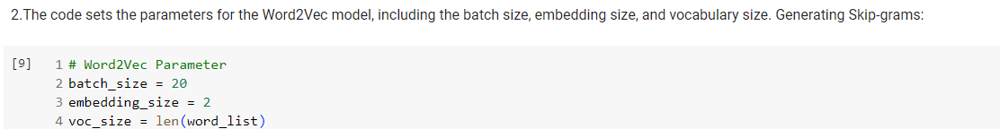 2.The code sets the parameters for the Word2Vec model, including the batch size, embedding size, and vocabulary size. Generating Skip-grams:
[9] 1 # Word2Vec Parameter
2 batch_size = 20
3 embedding_size = 2
4 voc_size = len(word_list)